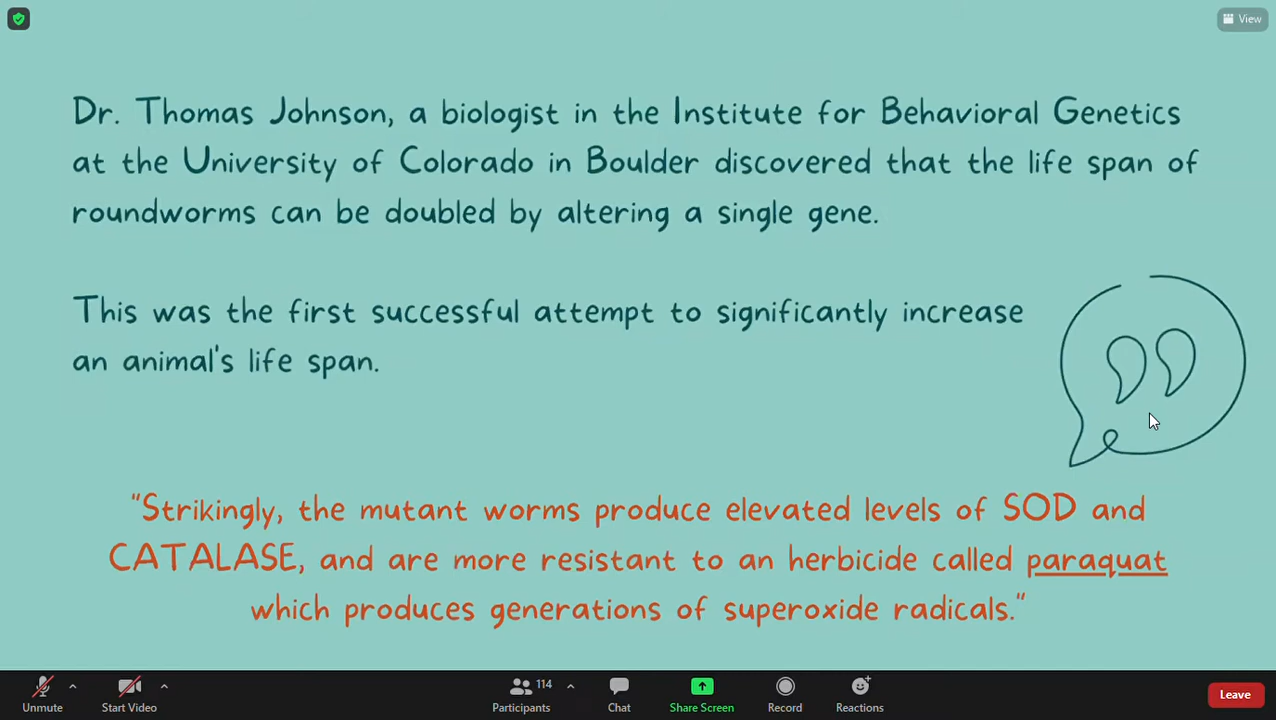 View
Dr. Thomas Johnson, a biologist in the Institute for Behavioral Genetics
at the University of Colorado in Boulder discovered that the life span of
roundworms can be doubled by altering a single gene.
This was the first successful attempt to significantly increase
an animal's life span.
"Strikingly, the mutant worms produce elevated levels of SOD and
CATALASE, and are more resistant to an herbicide called paraquat
which produces generations of superoxide radicals."
Unmute
Start Video
Participants 114
Chat
Share Screen
Record
Reactions
Leave